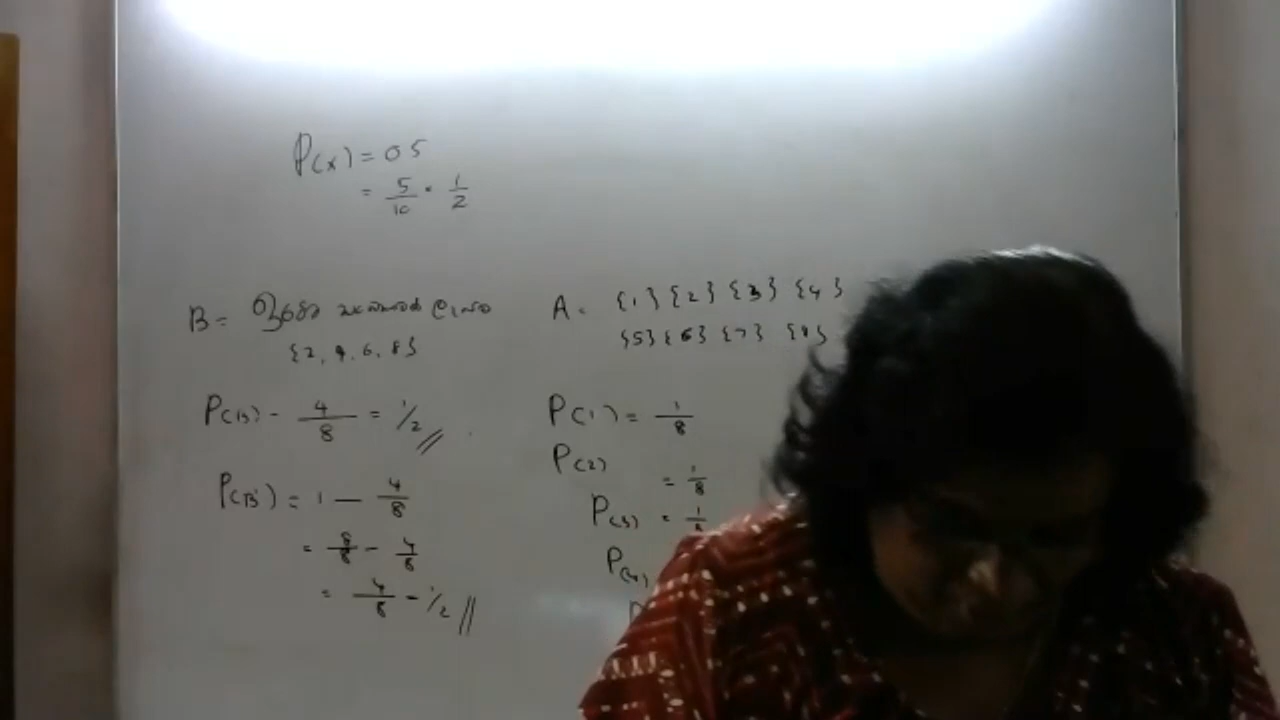 P(x) = 0.5
= 5/10 = 1/2
B =
{2, 4, 6, 8}
P(B) = 4/8 = 1/2 //
P(B') = 1 - 4/8
= 8/8 - 4/8
= 4/8 = 1/2 //
A = {1} {2} {3} {4}
{5} {6} {7} {8}
P(1) = 1/8
P(2)
= 1/8
P(3) = 1/8
P(4)